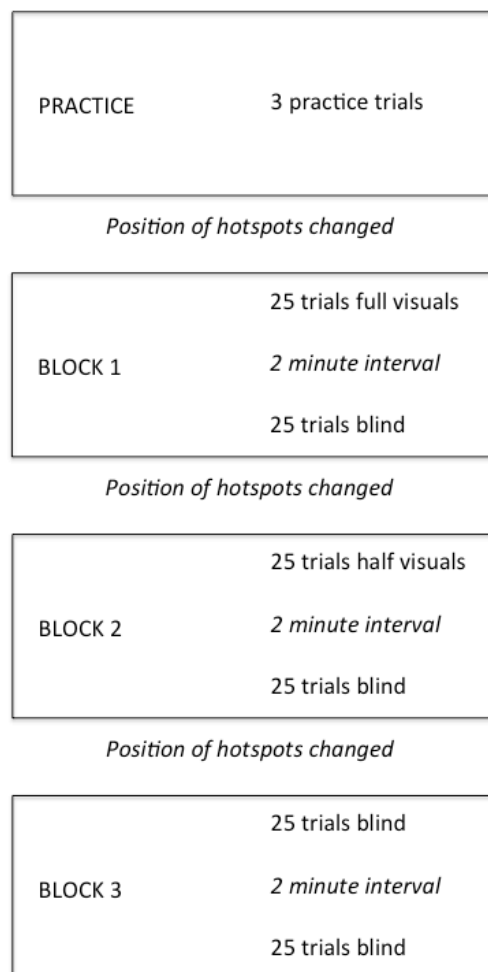 PRACTICE 3 practice trials
Position of hotspots changed
25 trials full visuals
BLOCK 1 2 minute interval
25 trials blind
Position of hotspots changed
25 trials half visuals
BLOCK 2 2 minute interval
25 trials blind
Position of hotspots changed
25 trials blind
BLOCK 3 2 minute interval
25 trials blind